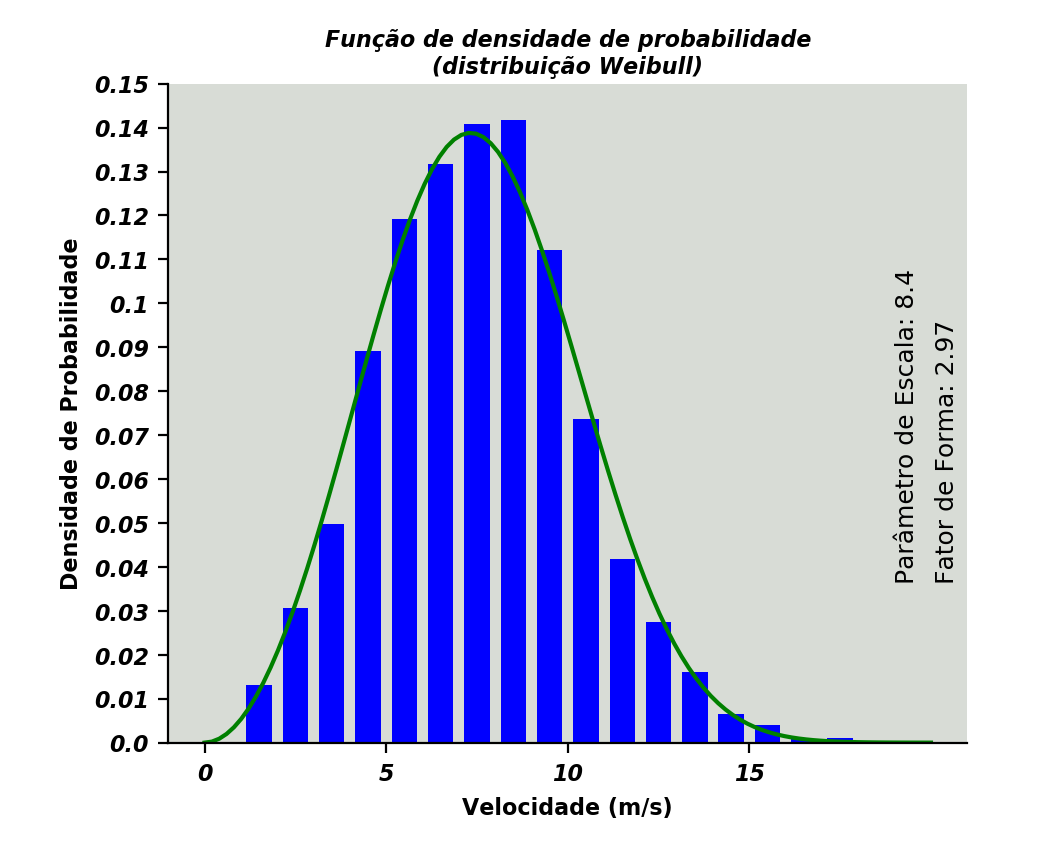 Função de densidade de probabilidade
(distribuição Weibull)
0.15
0.14
0.13
0.12
0.11
0.1
0.09
0.08
0.07
0.06
0.05
0.04
0.03
0.02
0.01
0.0
Densidade de Probabilidade
0 5 10 15
Velocidade (m/s)
Parâmetro de Escala: 8.4
Fator de Forma: 2.97